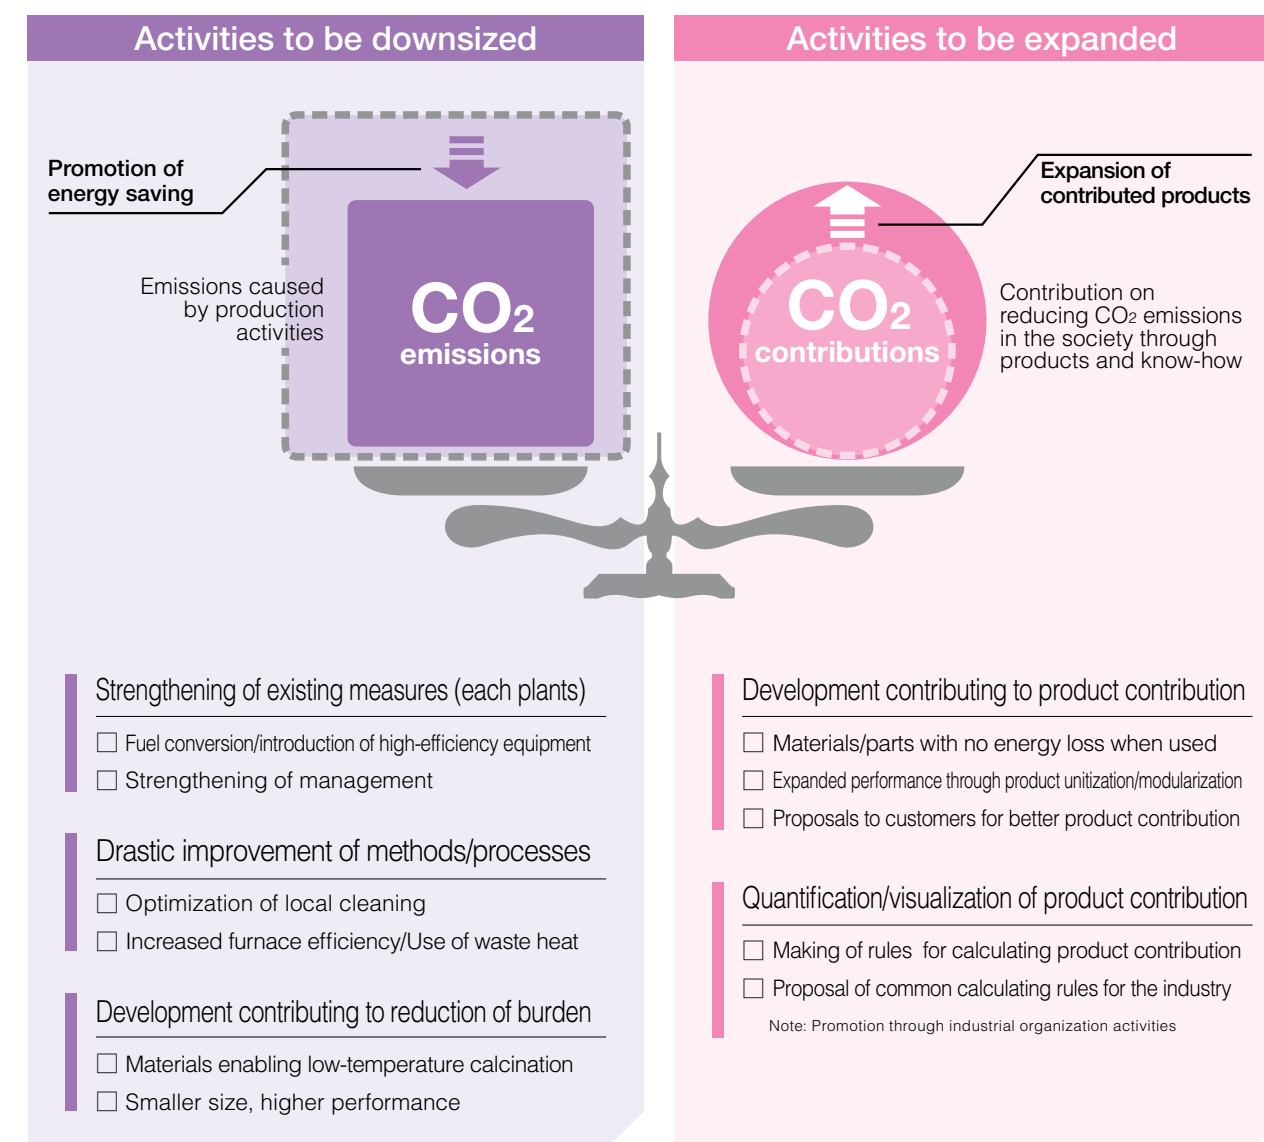 Activities to be downsized
Promotion of
energy saving
Emissions caused
by production
activities
CO2
emissions
Strengthening of existing measures (each plants)
□ Fuel conversion/introduction of high-efficiency equipment
□ Strengthening of management
Drastic improvement of methods/processes
□ Optimization of local cleaning
□ Increased furnace efficiency/Use of waste heat
Development contributing to reduction of burden
□ Materials enabling low-temperature calcination
□ Smaller size, higher performance
Activities to be expanded
Expansion of
contributed products
CO2
contributions
Contribution on
reducing CO2 emissions
in the society through
products and know-how
Development contributing to product contribution
□ Materials/parts with no energy loss when used
□ Expanded performance through product unitization/modularization
□ Proposals to customers for better product contribution
Quantification/visualization of product contribution
□ Making of rules for calculating product contribution
□ Proposal of common calculating rules for the industry
Note: Promotion through industrial organization activities